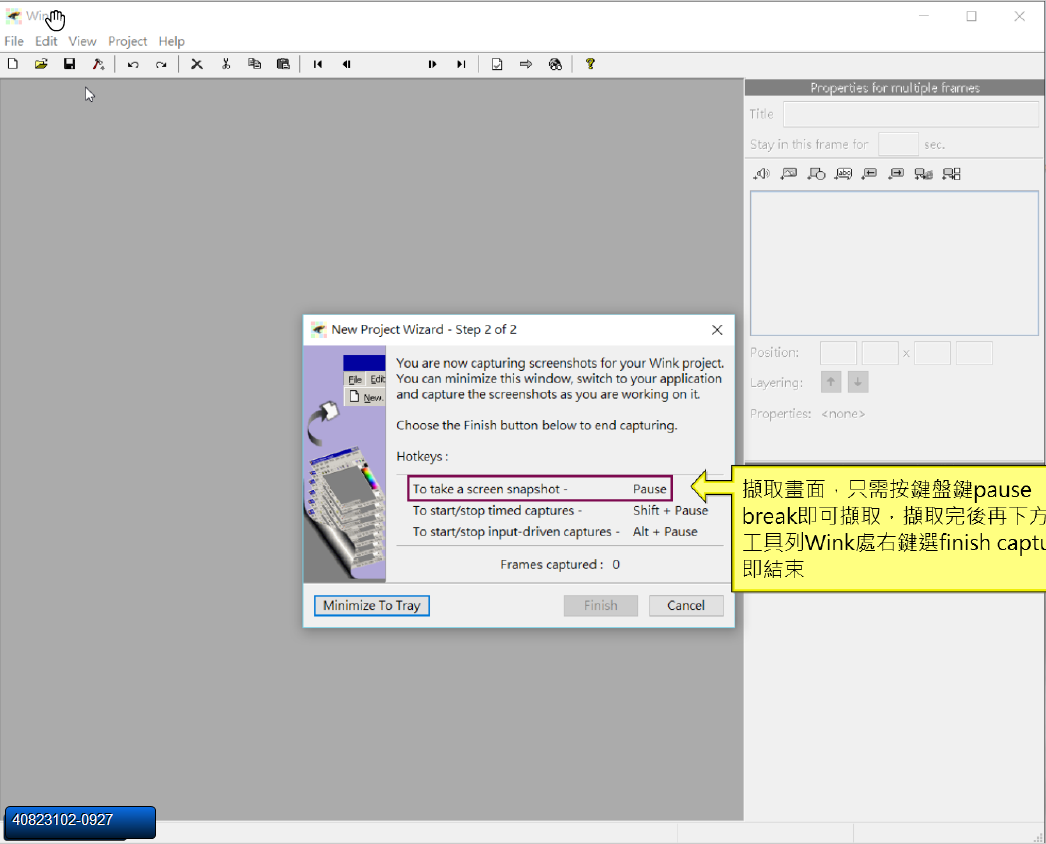 File Edit View Project Help
Properties for multiple frames
Title
Stay in this frame for sec.
Position: x
Layering:
Properties: <none>
New Project Wizard - Step 2 of 2
File Edit
New.
You are now capturing screenshots for your Wink project.
You can minimize this window, switch to your application
and capture the screenshots as you are working on it.
Choose the Finish button below to end capturing.
Hotkeys :
To take a screen snapshot - Pause
To start/stop timed captures - Shift + Pause
To start/stop input-driven captures - Alt + Pause
Frames captured : 0
Minimize To Tray Finish Cancel
擷取畫面，只需按鍵盤鍵pause
break即可擷取，擷取完後再下方
工具列Wink處右鍵選finish captu
即結束
40823102-0927